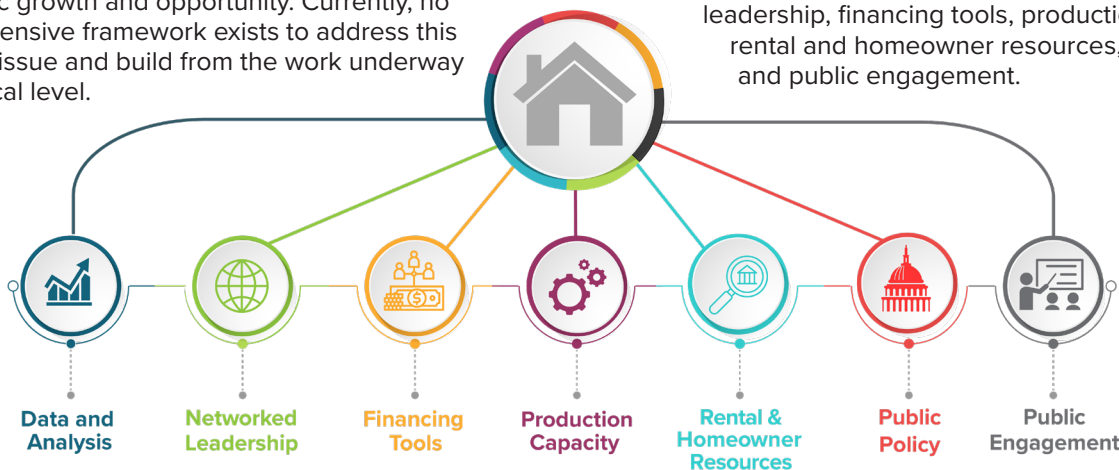 growth and opportunity. Currently, no
framework exists to address this
issue and build from the work underway
level.
leadership, financing tools,
rental and homeowner resources,
and public engagement.
$
Data and
Analysis
Networked
Leadership
Financing
Tools
Production
Capacity
Rental &
Homeowner
Resources
Public
Policy
Public
Engagement